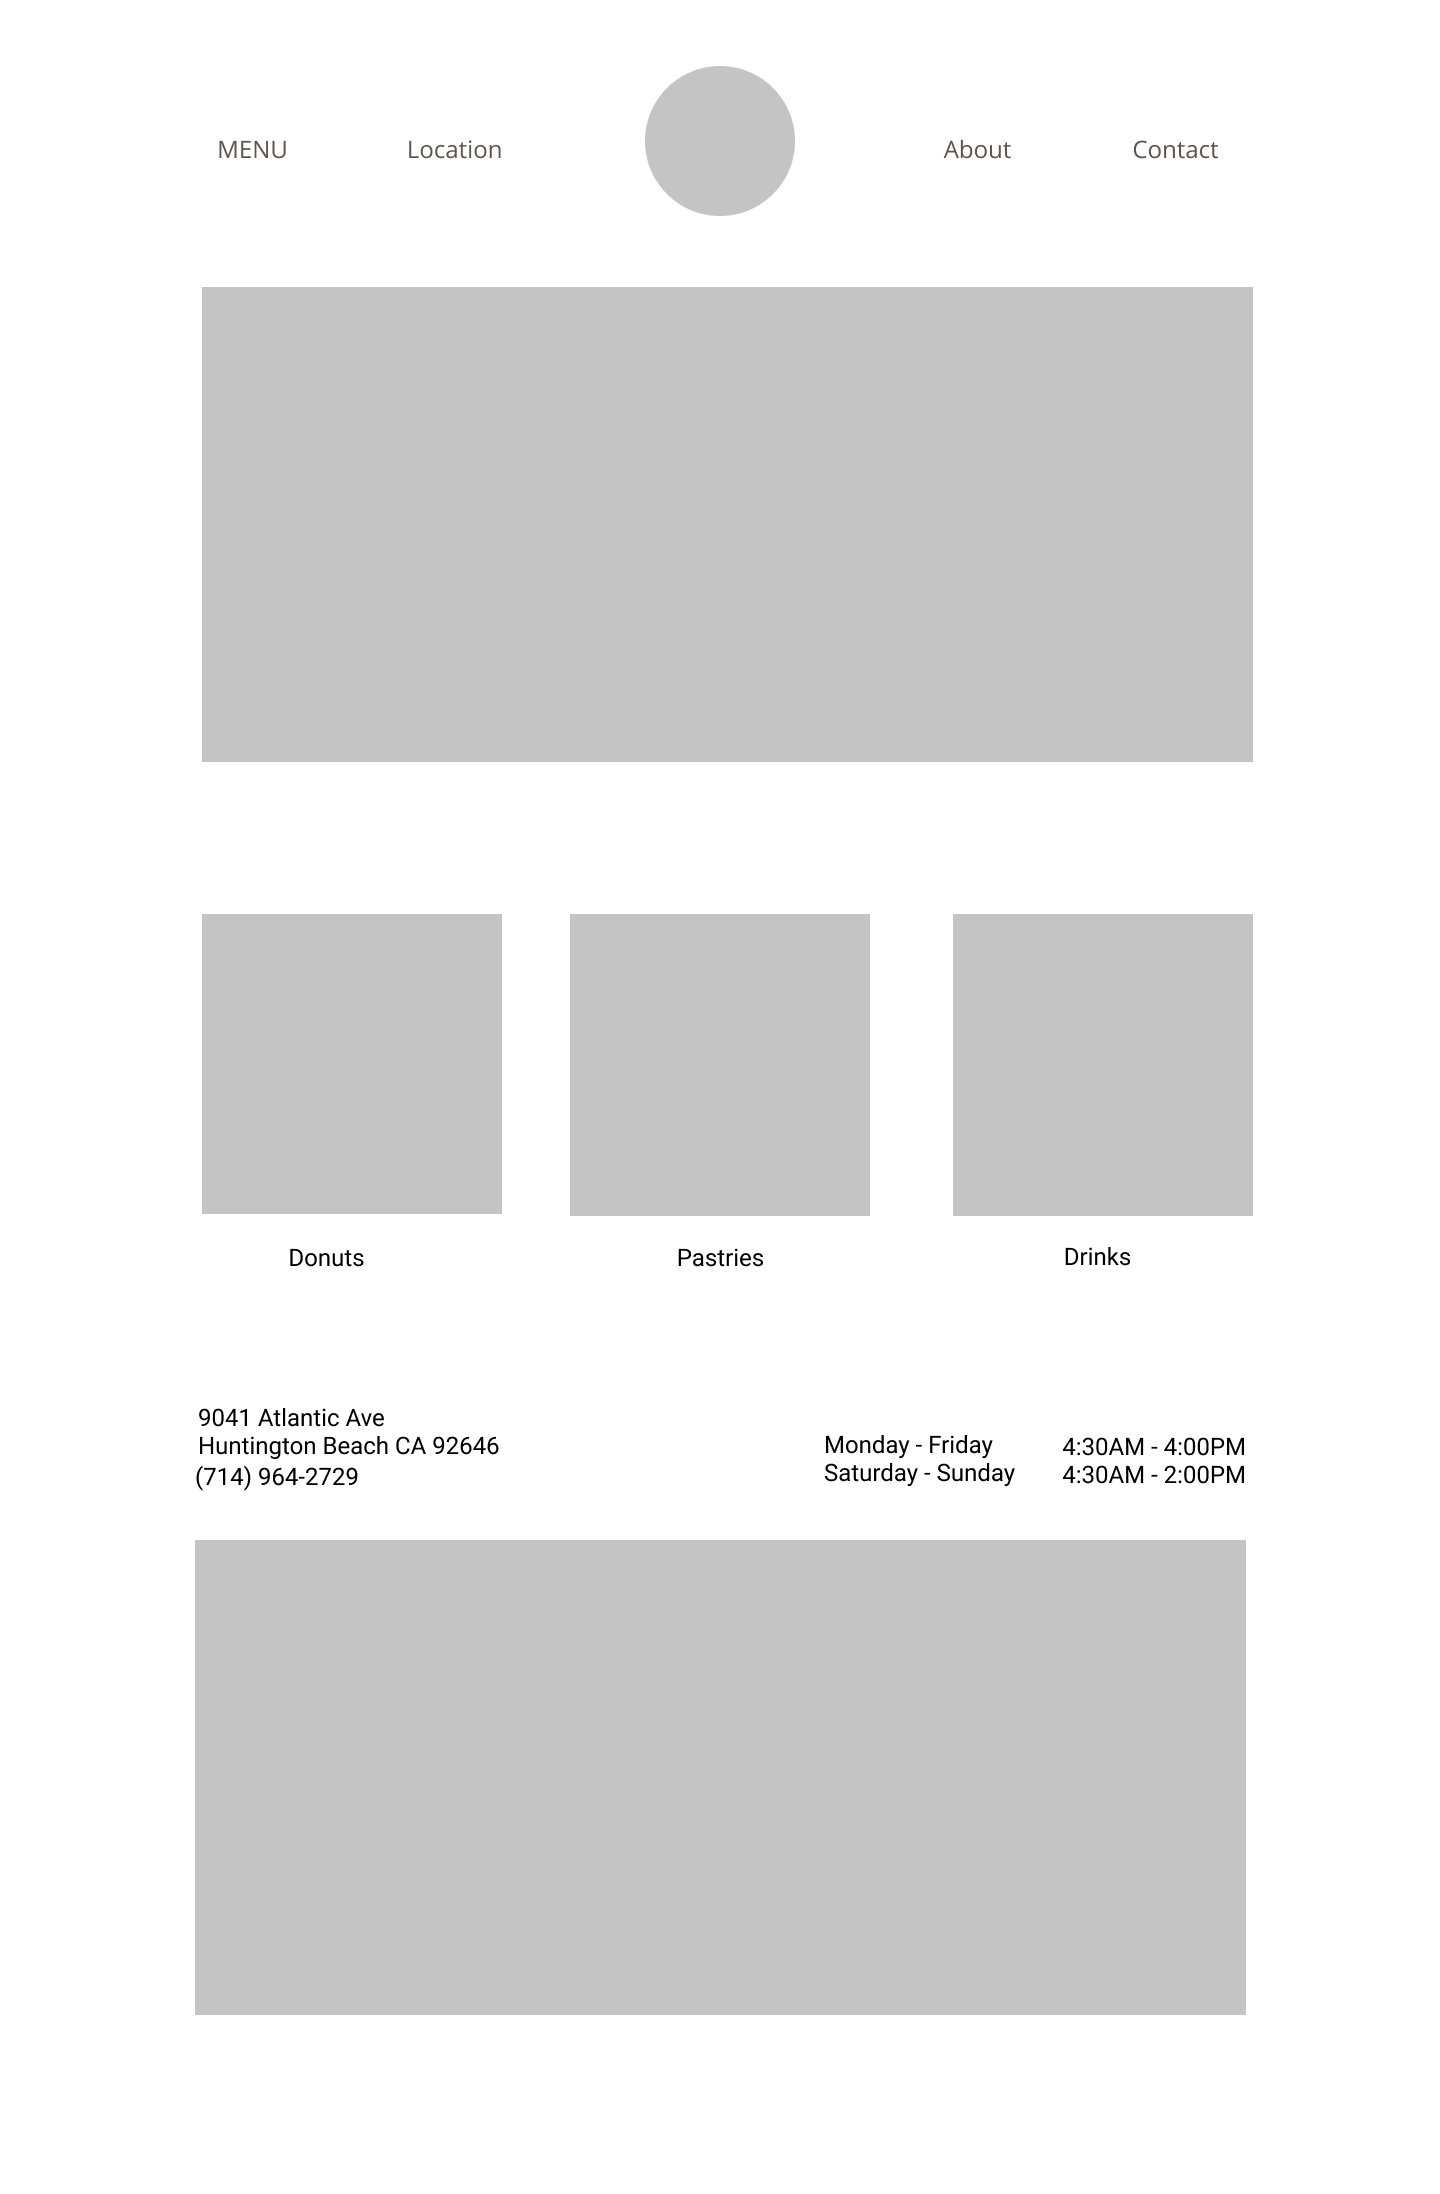 MENU
Location
About
Contact
Donuts
Pastries
Drinks
9041 Atlantic Ave
Huntington Beach CA 92646
(714) 964-2729
Monday - Friday 4:30AM - 4:00PM
Saturday - Sunday 4:30AM - 2:00PM